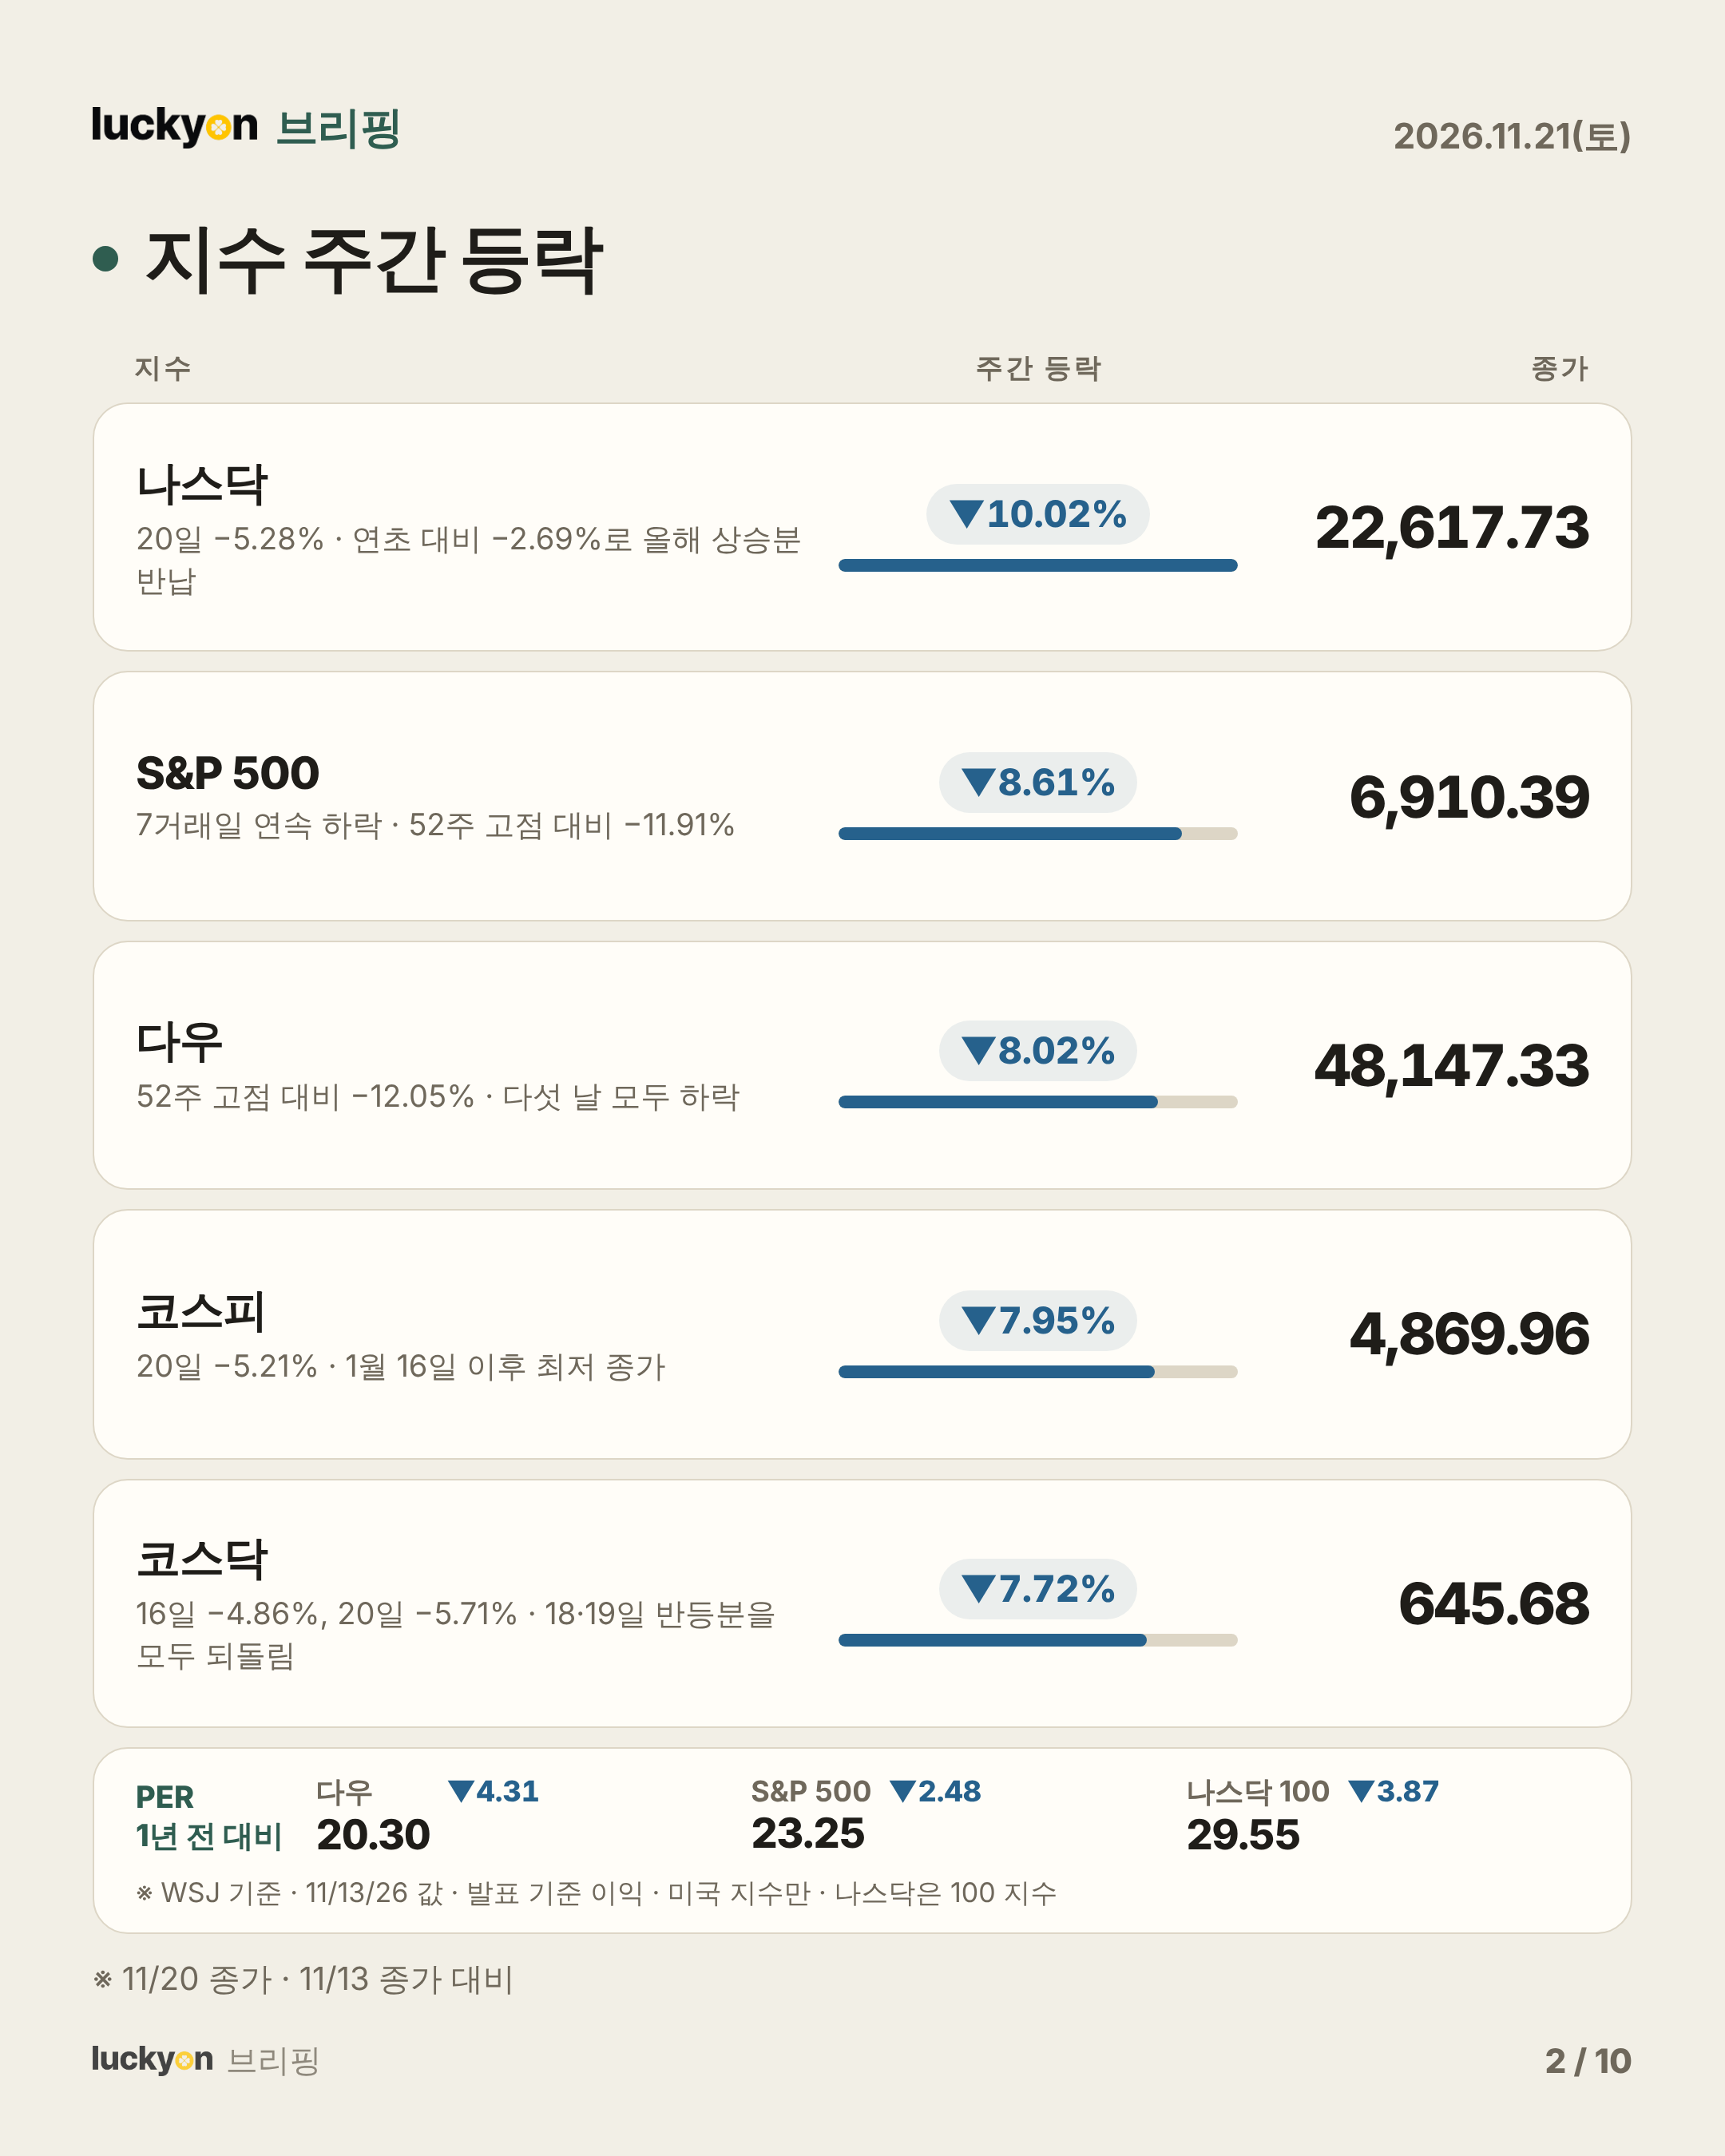 luckyon 브리핑
2026.11.21(토)
• 지수 주간 등락
지수 주간 등락 종가
나스닥
20일 −5.28% · 연초 대비 −2.69%로 올해 상승분
반납
▼10.02%
22,617.73
S&P 500
7거래일 연속 하락 · 52주 고점 대비 −11.91%
▼8.61%
6,910.39
다우
52주 고점 대비 −12.05% · 다섯 날 모두 하락
▼8.02%
48,147.33
코스피
20일 −5.21% · 1월 16일 이후 최저 종가
▼7.95%
4,869.96
코스닥
16일 −4.86%, 20일 −5.71% · 18·19일 반등분을
모두 되돌림
▼7.72%
645.68
PER
1년 전 대비
다우 ▼4.31
20.30
S&P 500 ▼2.48
23.25
나스닥 100 ▼3.87
29.55
※ WSJ 기준 · 11/13/26 값 · 발표 기준 이익 · 미국 지수만 · 나스닥은 100 지수
※ 11/20 종가 · 11/13 종가 대비
luckyon 브리핑
2 / 10